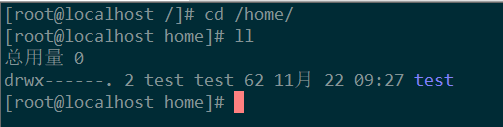 [root@localhost /]# cd /home/
[root@localhost home]# ll
总用量 0
drwx------. 2 test test 62 11月 22 09:27 test
[root@localhost home]#